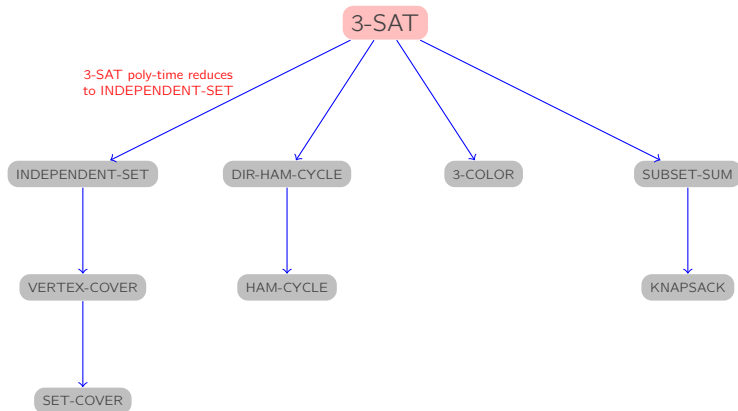 3-SAT
3-SAT poly-time reduces
to INDEPENDENT-SET
INDEPENDENT-SET
DIR-HAM-CYCLE
3-COLOR
SUBSET-SUM
VERTEX-COVER
HAM-CYCLE
KNAPSACK
SET-COVER